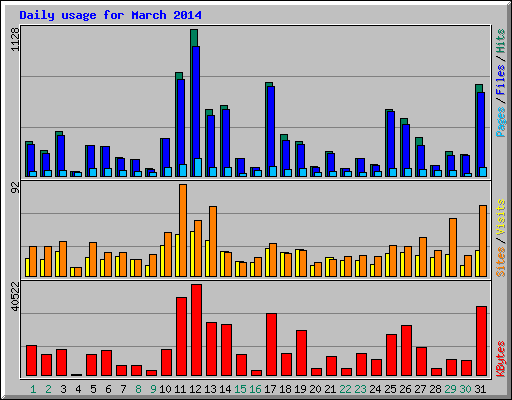 Daily usage for March 2014
1128
Pages / Files / Hits
92
Sites / Visits
40522
KBytes
1 2 3 4 5 6 7 8 9 10 11 12 13 14 15 16 17 18 19 20 21 22 23 24 25 26 27 28 29 30 31